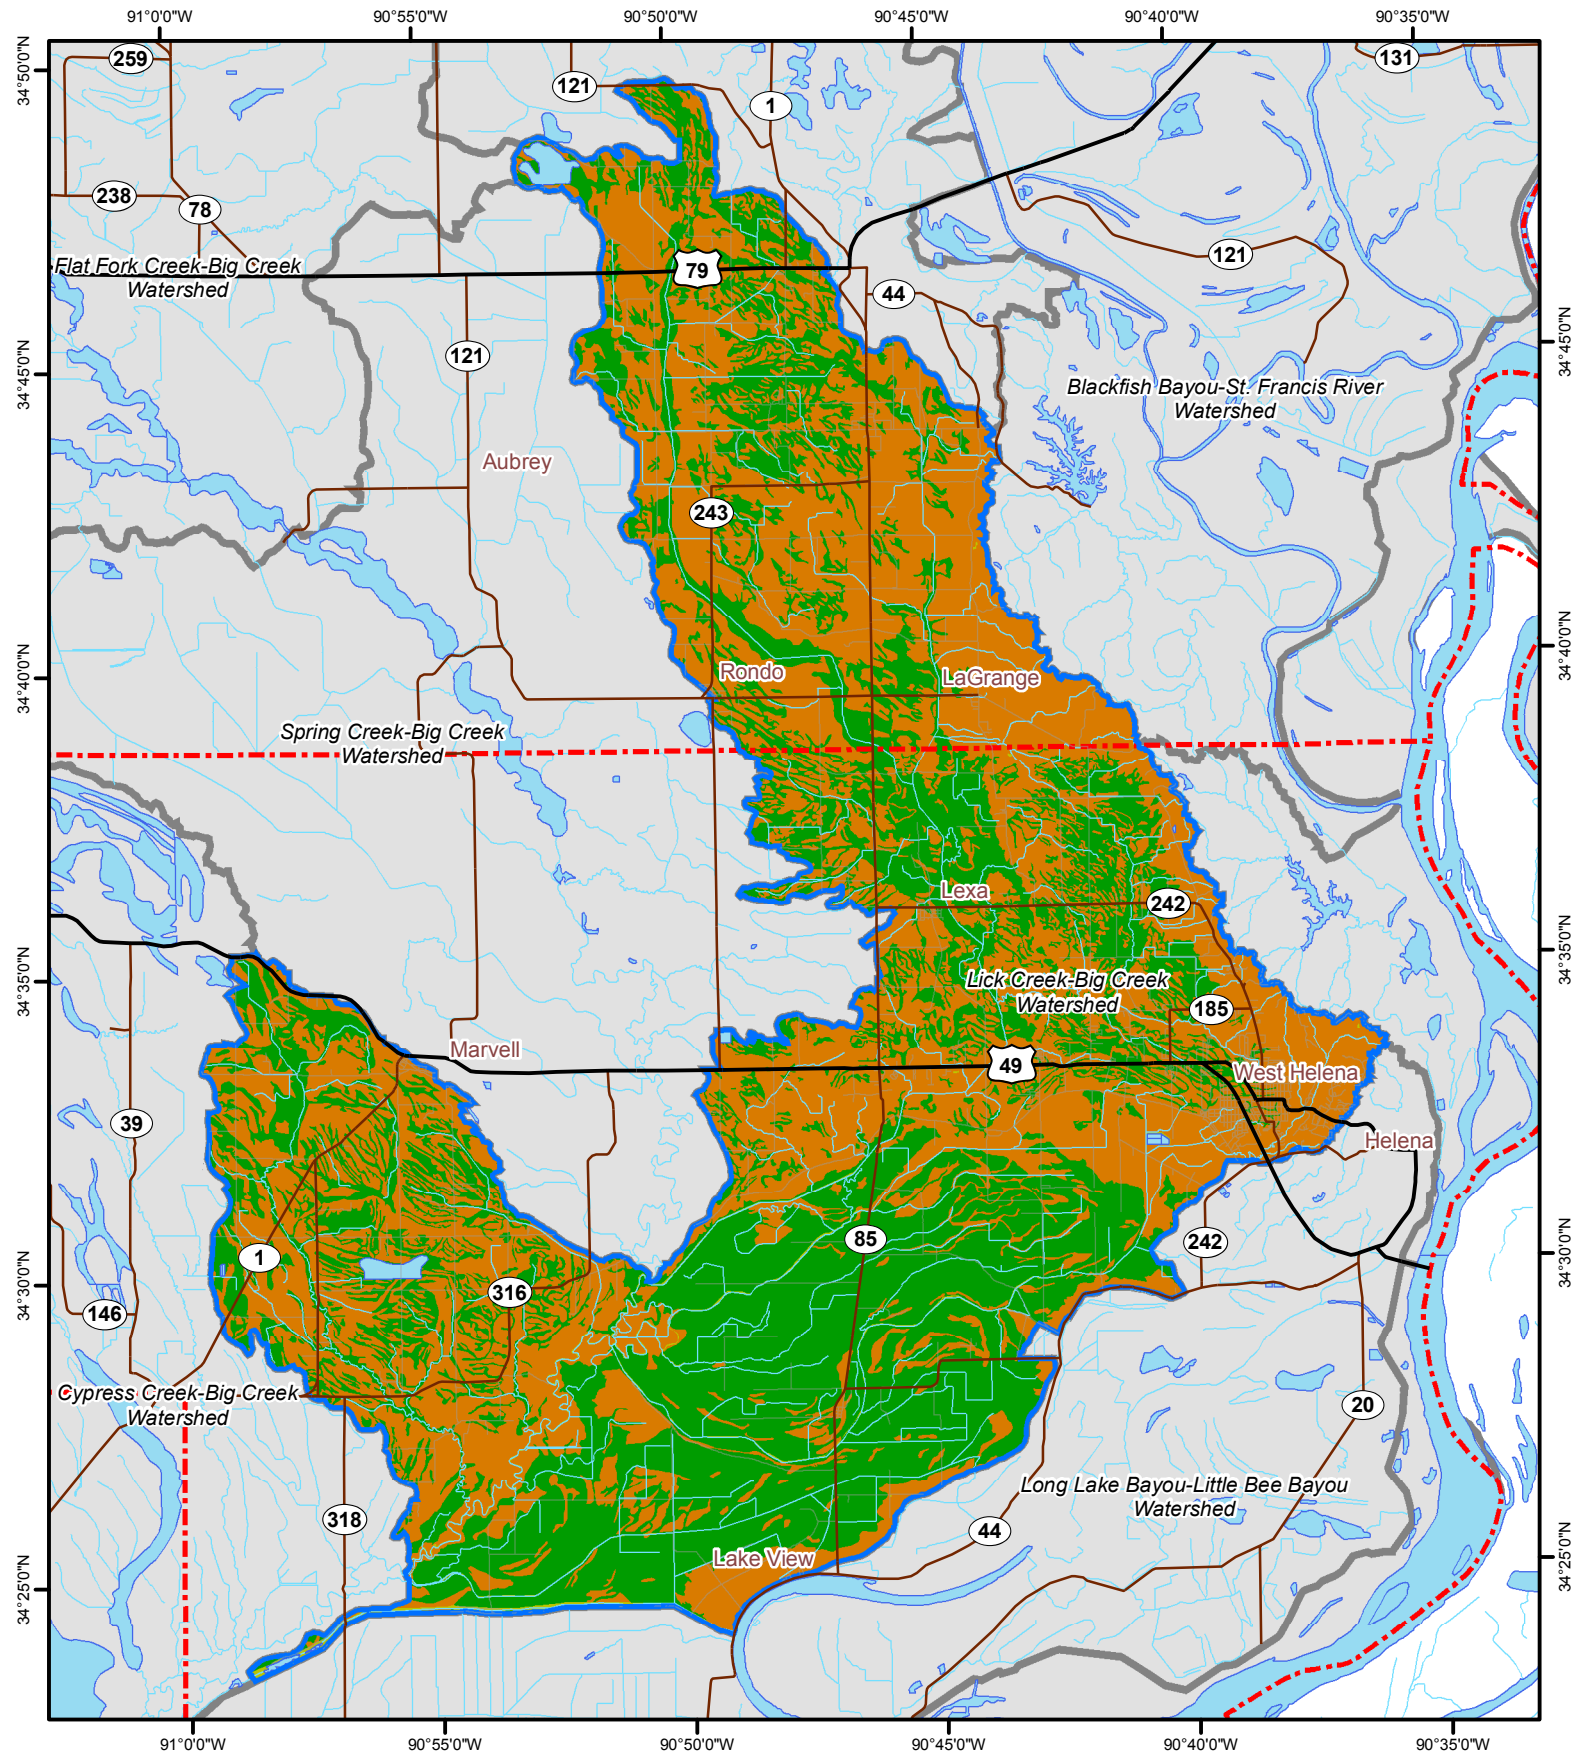 91°0'0"W
90°55'0"W
90°50'0"W
90°45'0"W
90°40'0"W
90°35'0"W
34°50'0"N
259
121
1
131
238
78
121
Flat Fork Creek-Big Creek
Watershed
79
44
34°45'0"N
34°45'0"N
121
Blackfish Bayou-St. Francis River
Watershed
Aubrey
243
34°40'0"N
34°40'0"N
Rondo
LaGrange
Spring Creek-Big Creek
Watershed
Lexa
242
34°35'0"N
34°35'0"N
Lick Creek-Big Creek
Watershed
185
Marvell
49
West Helena
39
Helena
85
242
1
34°30'0"N
34°30'0"N
316
146
Cypress Creek-Big Creek
Watershed
20
Long Lake Bayou-Little Bee Bayou
Watershed
318
44
Lake View
34°25'0"N
34°25'0"N
91°0'0"W
90°55'0"W
90°50'0"W
90°45'0"W
90°40'0"W
90°35'0"W